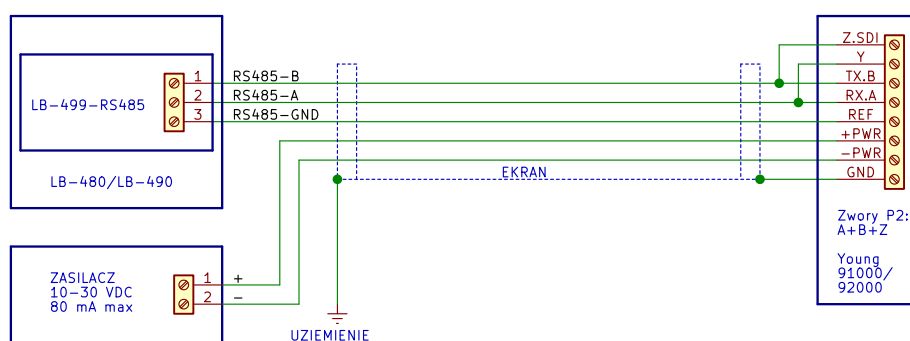 LB-499-RS485
1
2
3
RS485-B
RS485-A
RS485-GND
LB-480/LB-490
EKRAN
Z.SDI
Y
TX.B
RX.A
REF
+PWR
-PWR
GND
Zwory P2:
A+B+Z
Young
91000/
92000
ZASILACZ
10-30 VDC
80 mA max
1
2
+
-
UZIEMIENIE